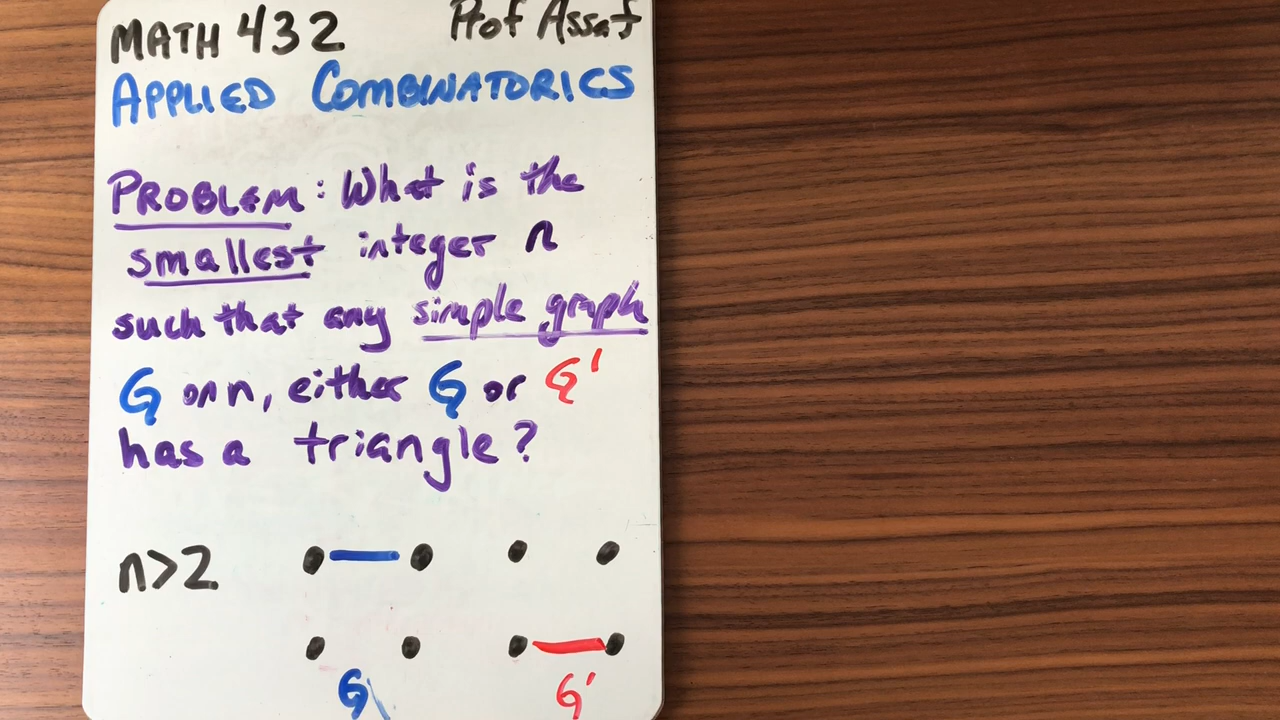 MATH 432 Prof Assaf
APPLIED COMBINATORICS
PROBLEM: What is the
smallest integer n
such that any simple graph
G on n, either G or G'
has a triangle?
n>2
G G'